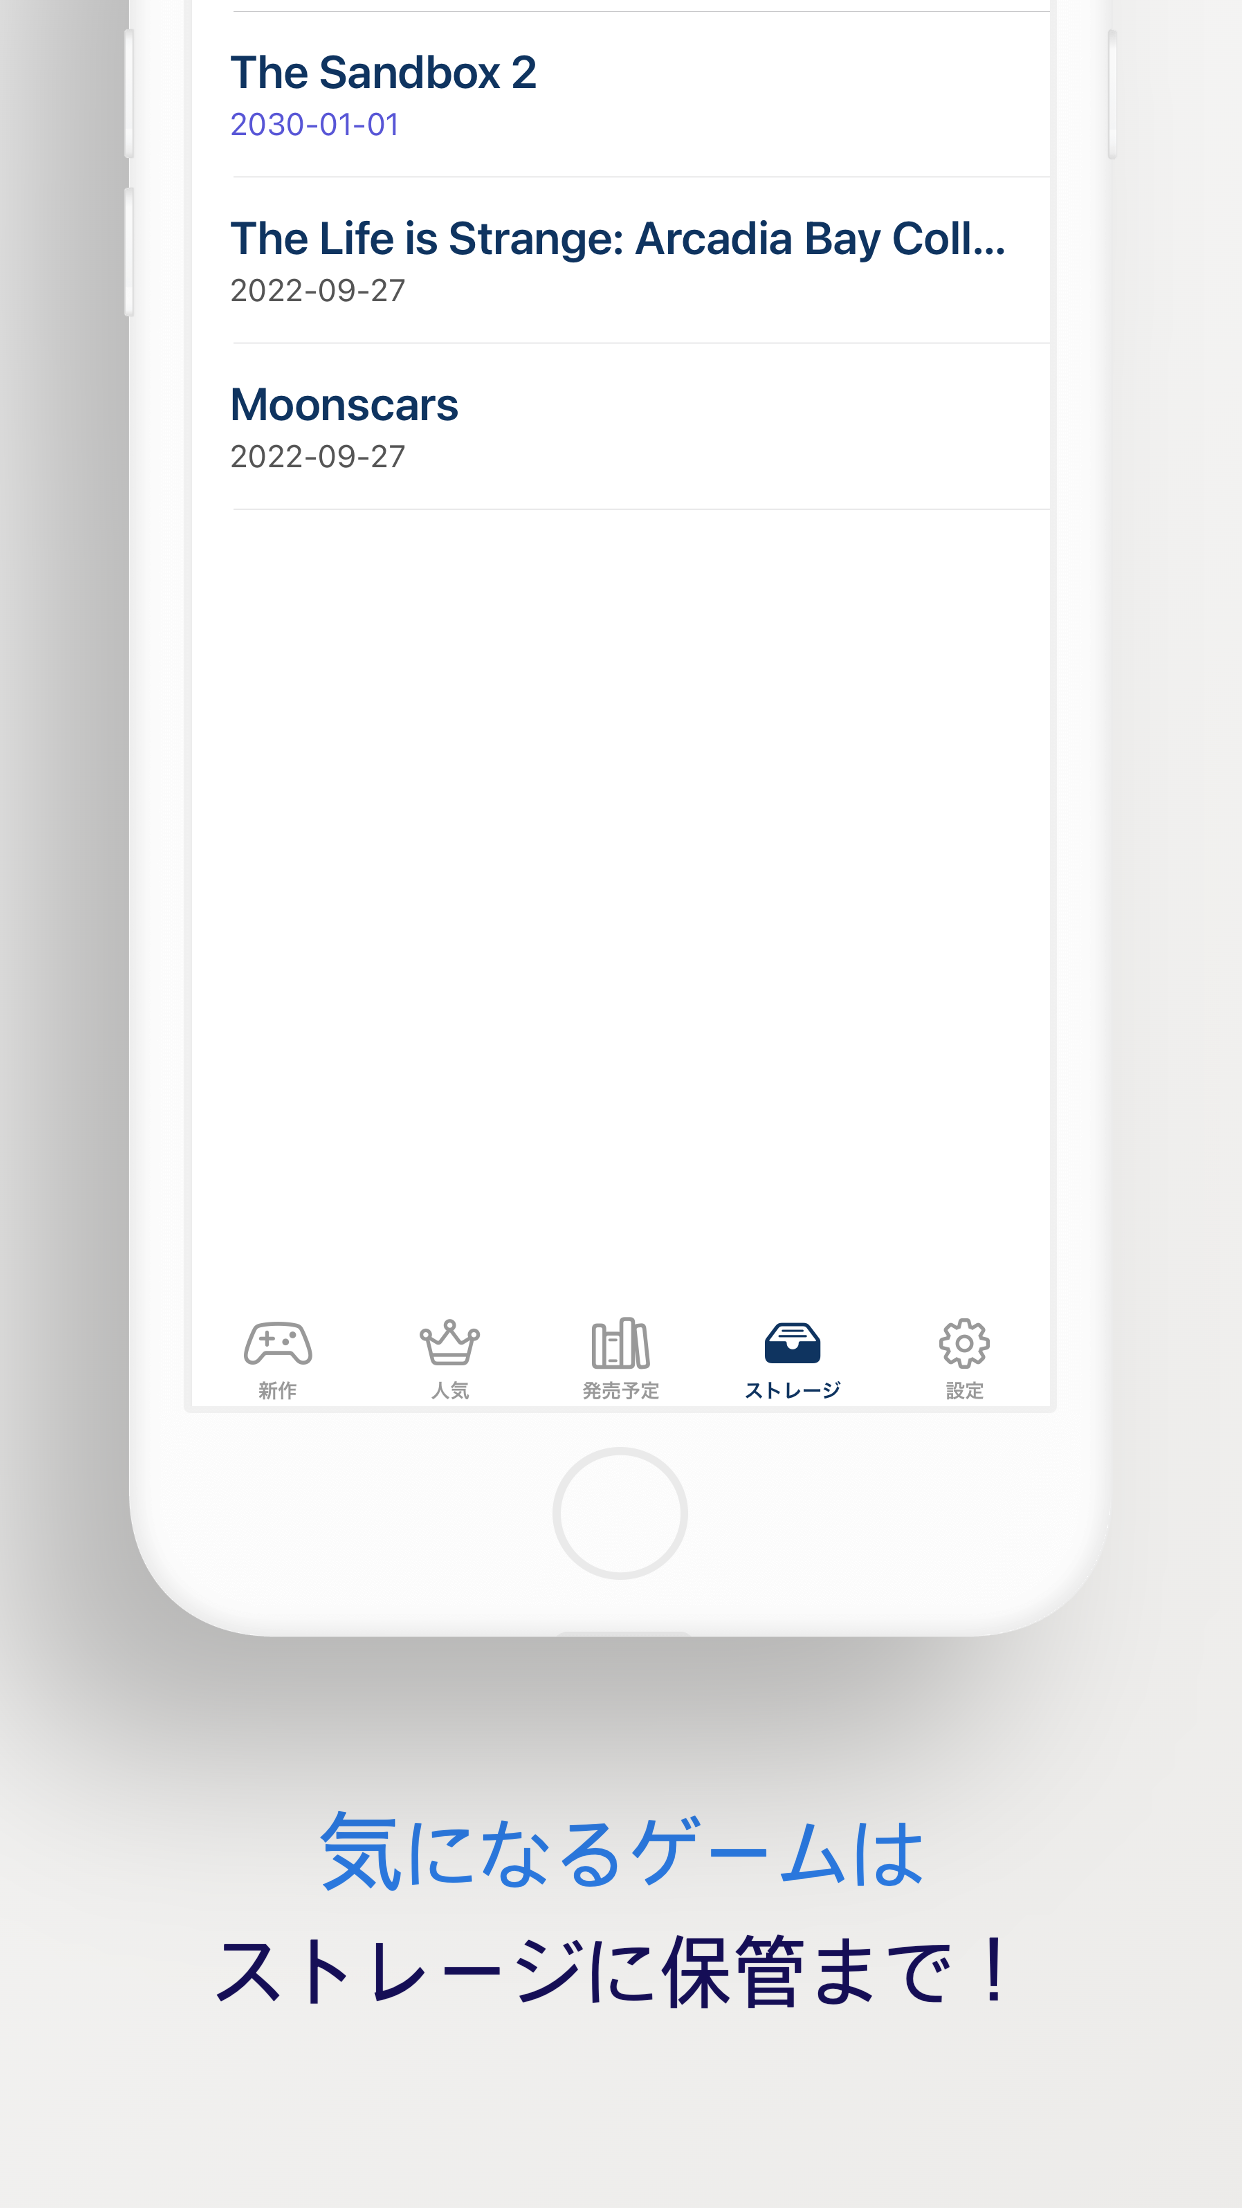 The Sandbox 2
2030-01-01
The Life is Strange: Arcadia Bay Coll...
2022-09-27
Moonscars
2022-09-27
新作
人気
発売予定
ストレージ
設定
気になるゲームは
ストレージに保管まで！